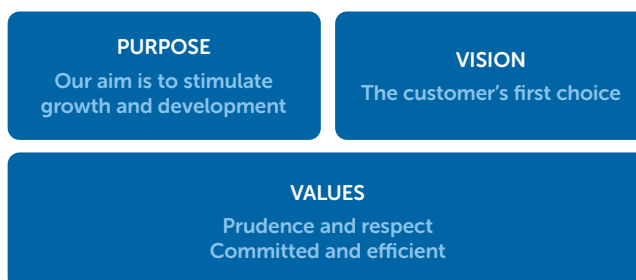 PURPOSE
Our aim is to stimulate
growth and development
VISION
The customer's first choice
VALUES
Prudence and respect
Committed and efficient